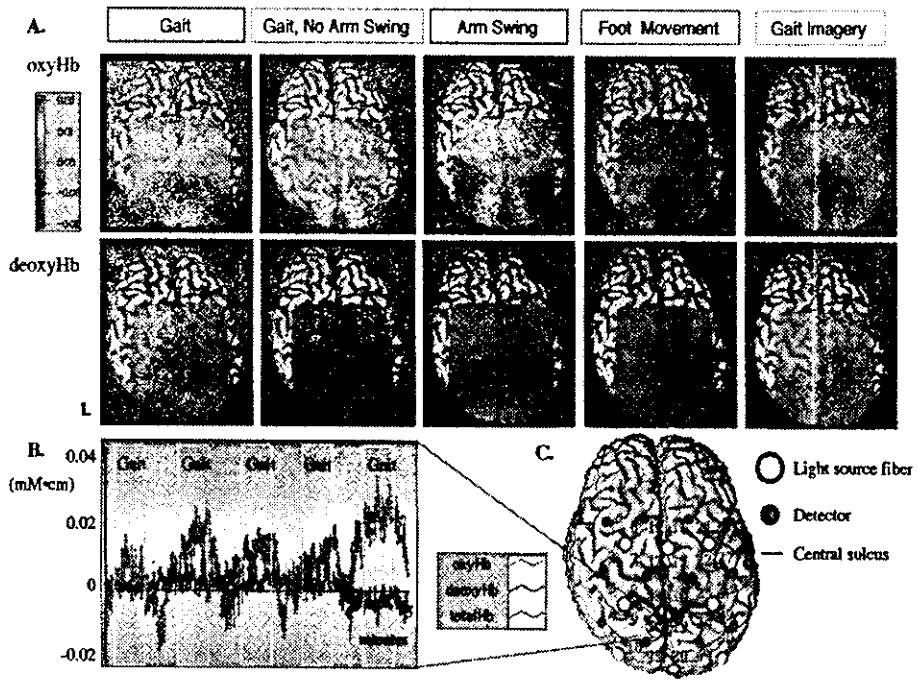 A.
Gait
Gait, No Arm Swing
Arm Swing
Foot Movement
Gait Imagery
oxyHb
deoxyHb
L
B.
0.04
(mM•cm)
0.02
0
-0.02
Gait
Gait
Gait
Gait
Gait
minutes
oxyHb
deoxyHb
totalHb
C.
Light source fiber
Detector
Central sulcus